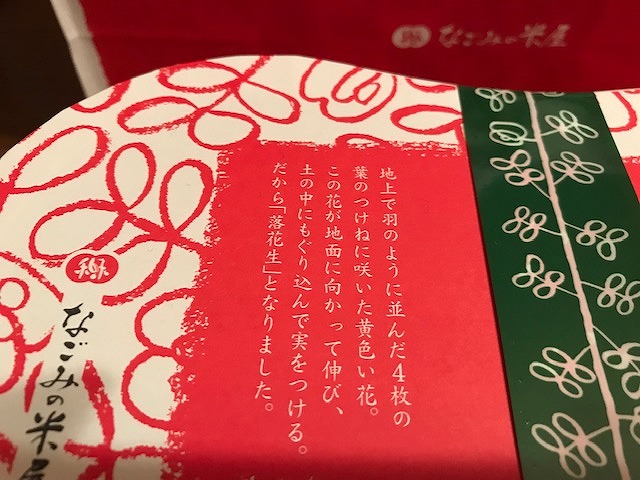 なごみの米屋
地上で羽のように並んだ4枚の
葉のつけねに咲いた黄色い花。
この花が地面に向かって伸び、
土の中にもぐり込んで実をつける。
だから「落花生」となりました。
なごみの米屋